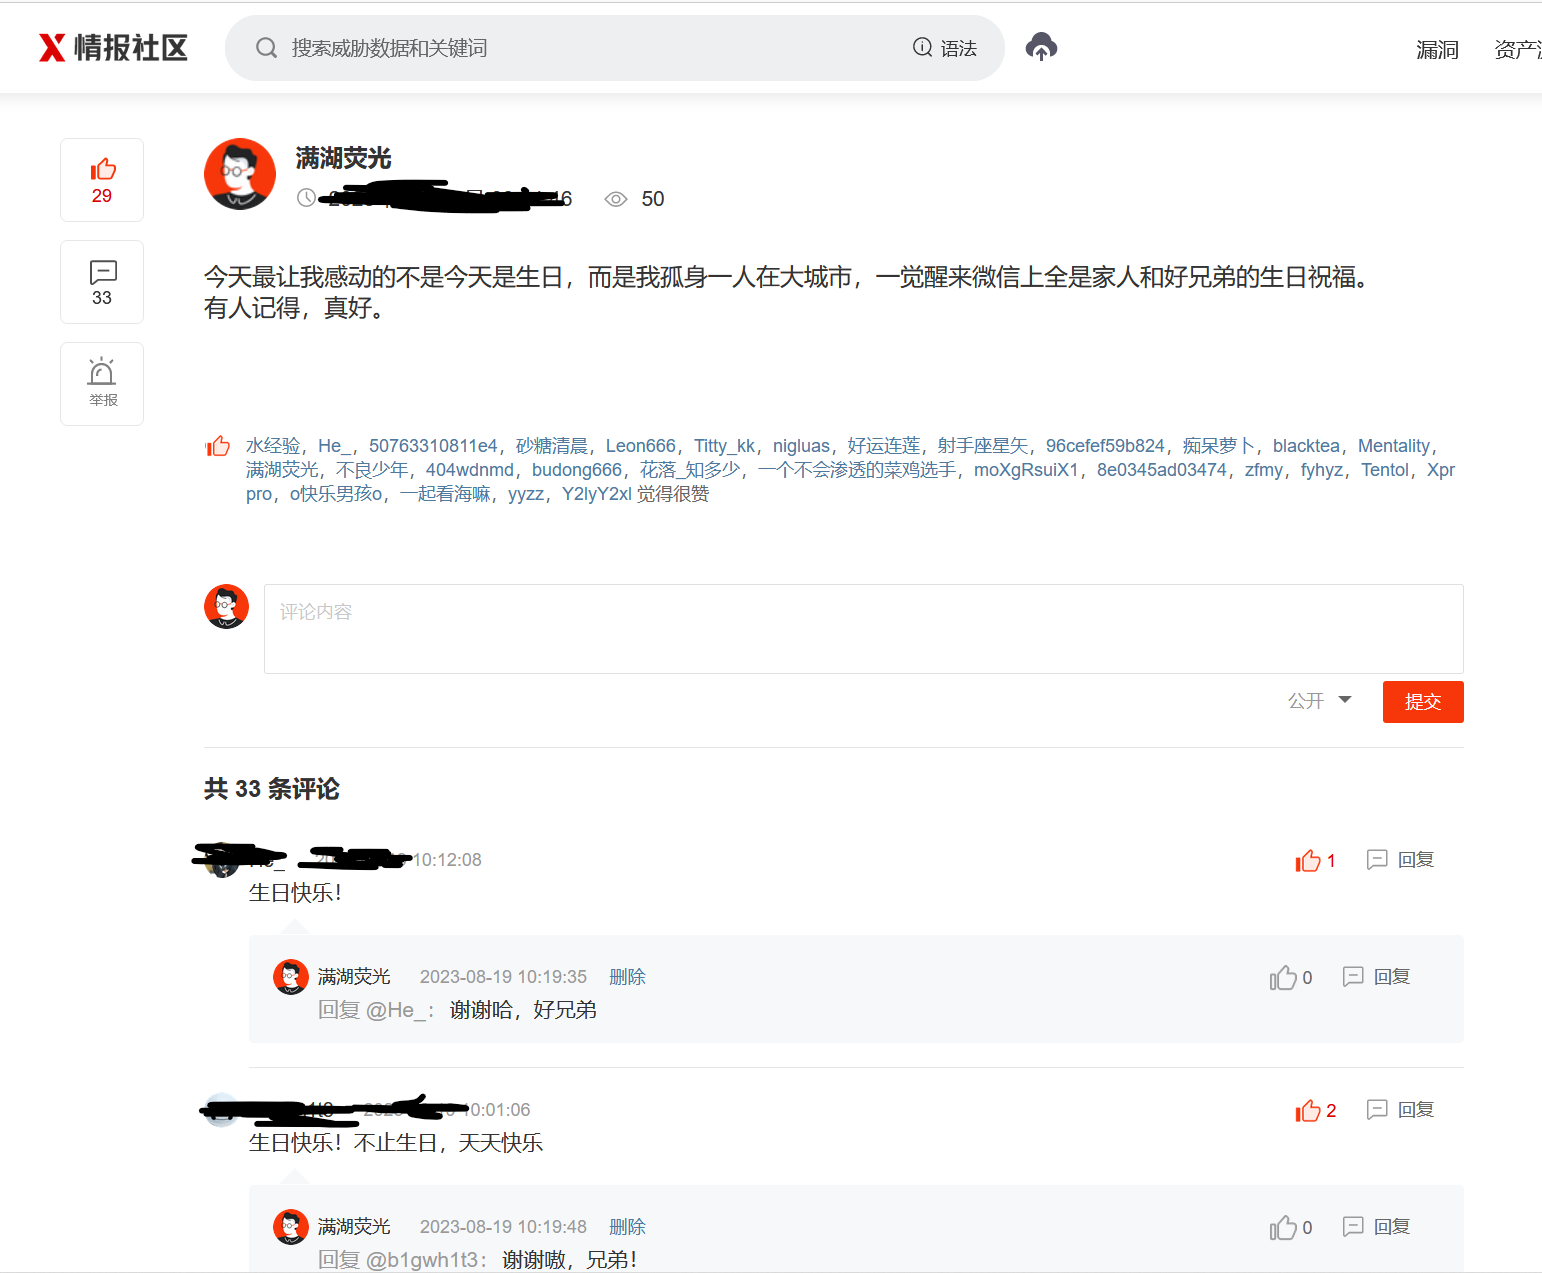 X 情报社区
搜索威胁数据和关键词
语法
漏洞
资产
29
33
举报
满湖荧光
50
今天最让我感动的不是今天是生日，而是我孤身一人在大城市，一觉醒来微信上全是家人和好兄弟的生日祝福。
有人记得，真好。
水经验，He_，50763310811e4，砂糖清晨，Leon666，Titty_kk，nigluas，好运连莲，射手座星矢，96cefef59b824，痴呆萝卜，blacktea，Mentality，
满湖荧光，不良少年，404wdnmd，budong666，花落_知多少，一个不会渗透的菜鸡选手，moXgRsuiX1，8e0345ad03474，zfmy，fyhyz，Tentol，Xpr
pro，o快乐男孩o，一起看海嘛，yyzz，Y2lyY2xl 觉得很赞
评论内容
公开
提交
共 33 条评论
10:12:08
1
回复
生日快乐！
满湖荧光 2023-08-19 10:19:35 删除
0
回复
回复 @He_： 谢谢哈，好兄弟
0:01:06
2
回复
生日快乐！不止生日，天天快乐
满湖荧光 2023-08-19 10:19:48 删除
0
回复
回复 @b1gwh1t3： 谢谢嗷，兄弟！